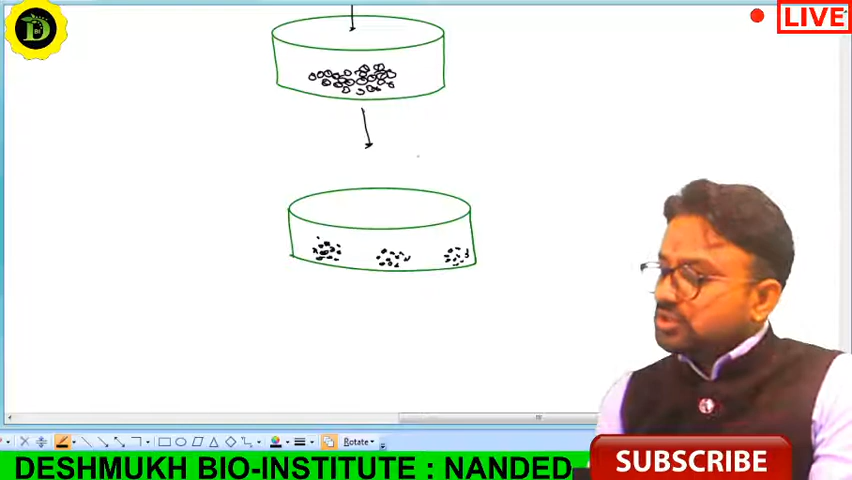 LIVE
D
Rotate
DESHMUKH BIO-INSTITUTE : NANDED
SUBSCRIBE